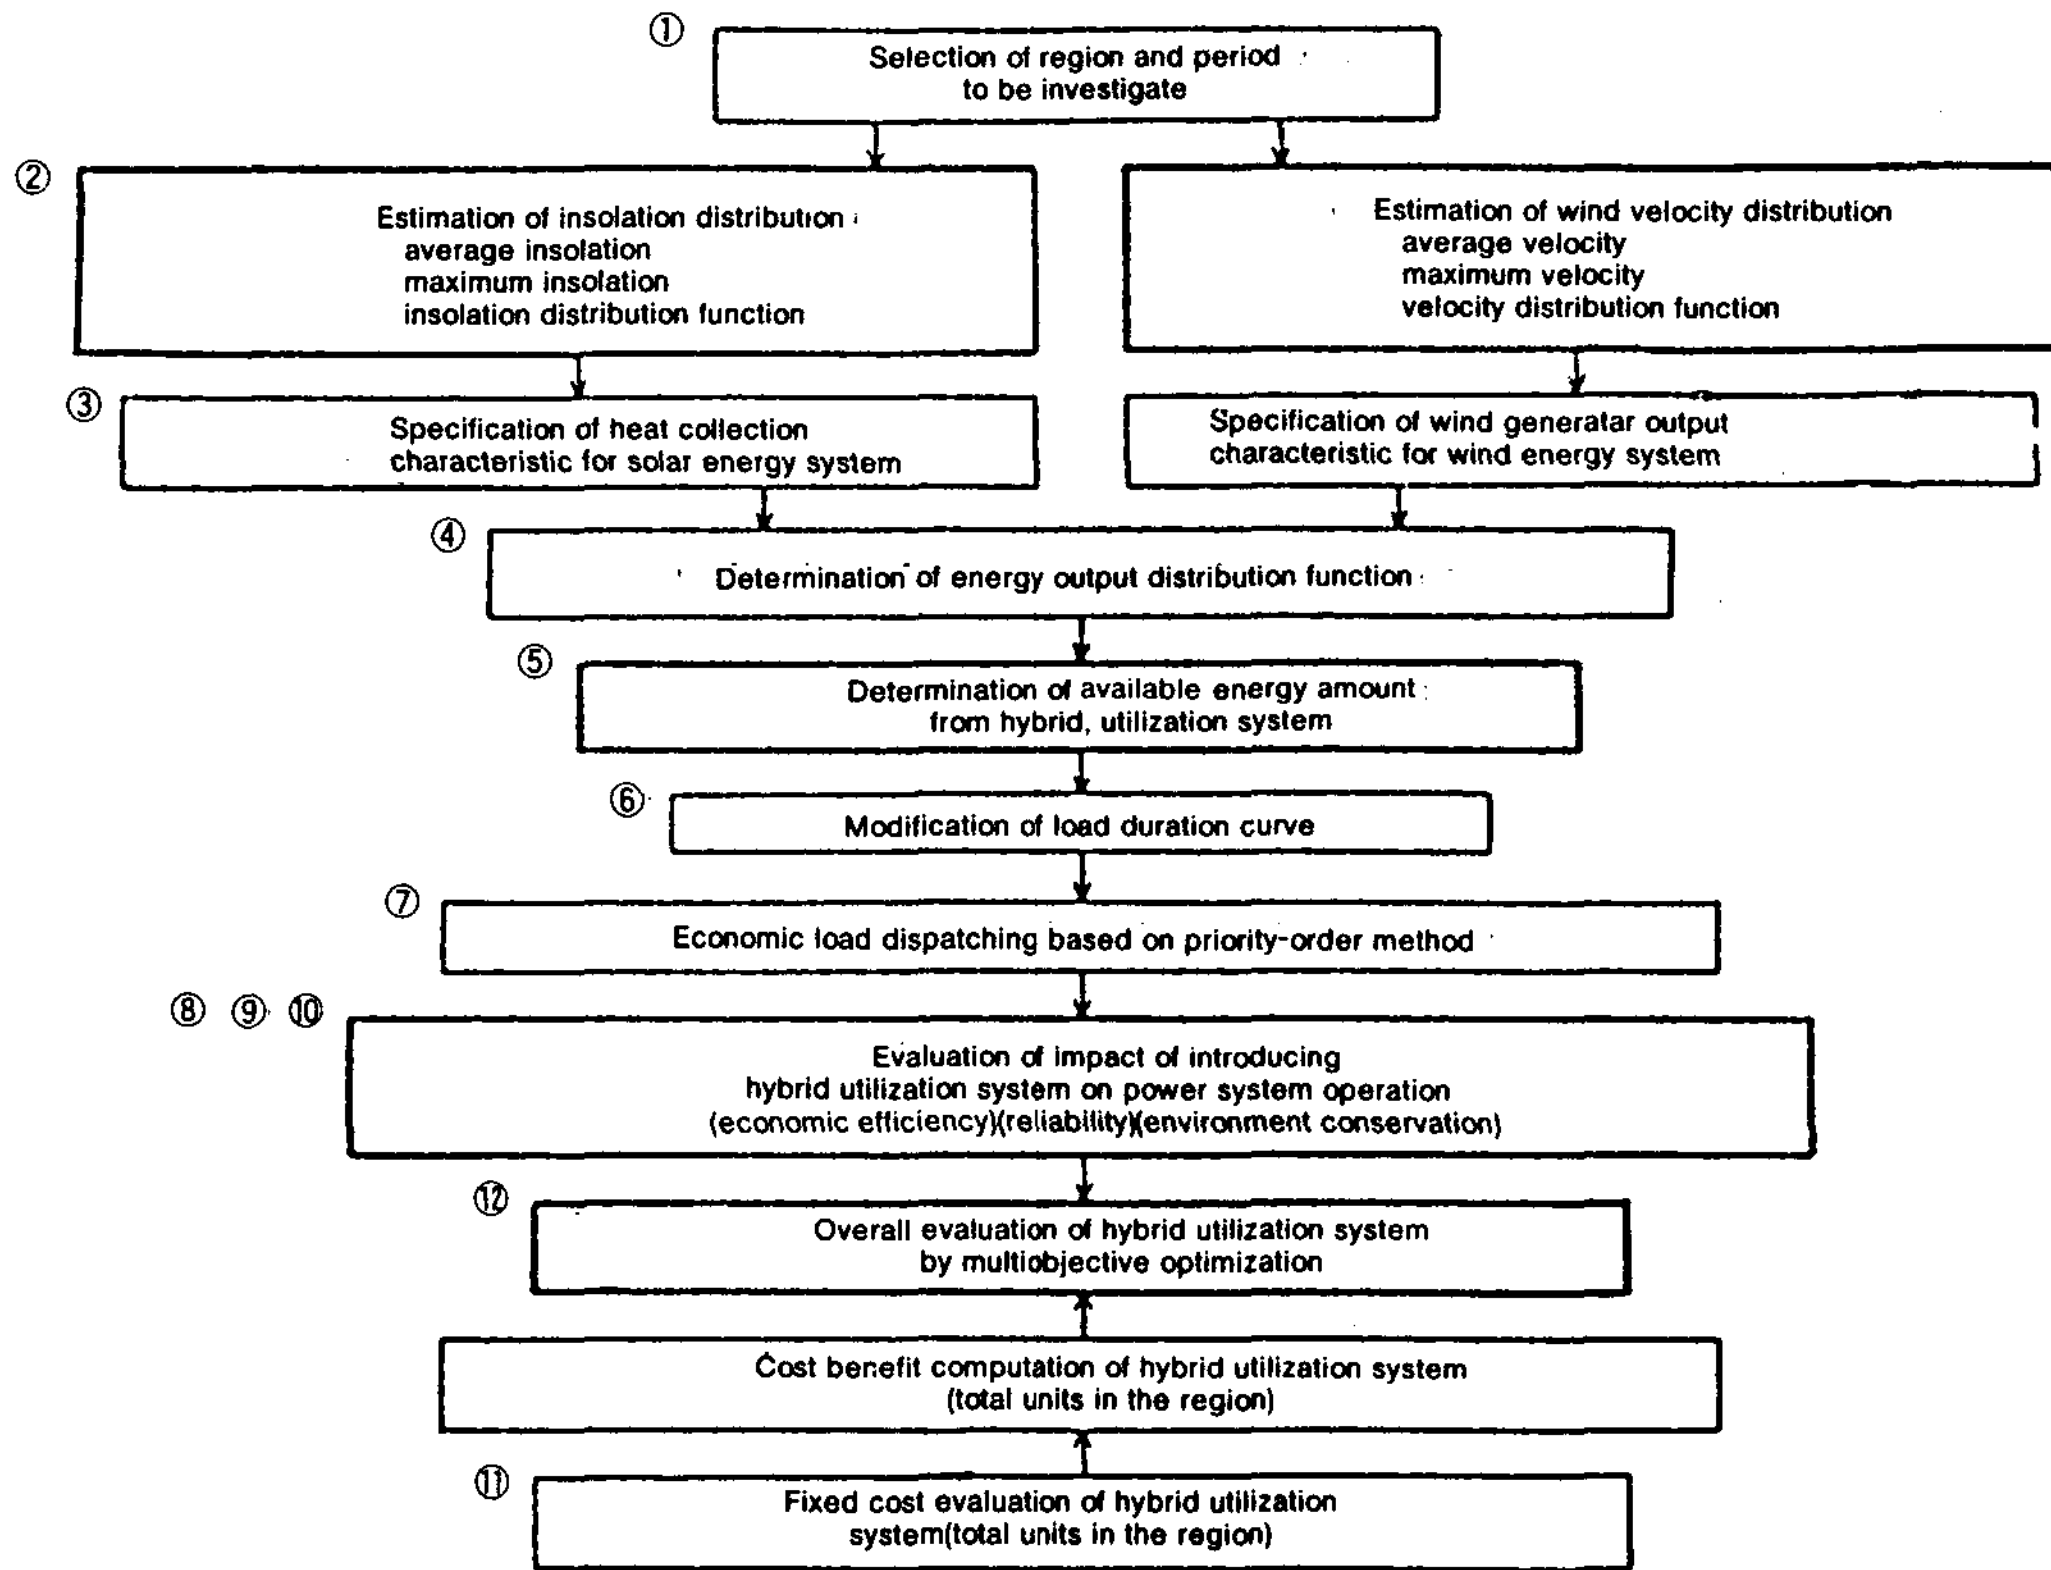 ①
Selection of region and period
to be investigate
②
Estimation of insolation distribution
average insolation
maximum insolation
insolation distribution function
Estimation of wind velocity distribution
average velocity
maximum velocity
velocity distribution function
③
Specification of heat collection
characteristic for solar energy system
Specification of wind generatar output
characteristic for wind energy system
④
Determination of energy output distribution function
⑤
Determination of available energy amount
from hybrid, utilization system
⑥
Modification of load duration curve
⑦
Economic load dispatching based on priority-order method
⑧ ⑨ ⑩
Evaluation of impact of introducing
hybrid utilization system on power system operation
(economic efficiency)(reliability)(environment conservation)
⑫
Overall evaluation of hybrid utilization system
by multiobjective optimization
Cost benefit computation of hybrid utilization system
(total units in the region)
⑪
Fixed cost evaluation of hybrid utilization
system(total units in the region)